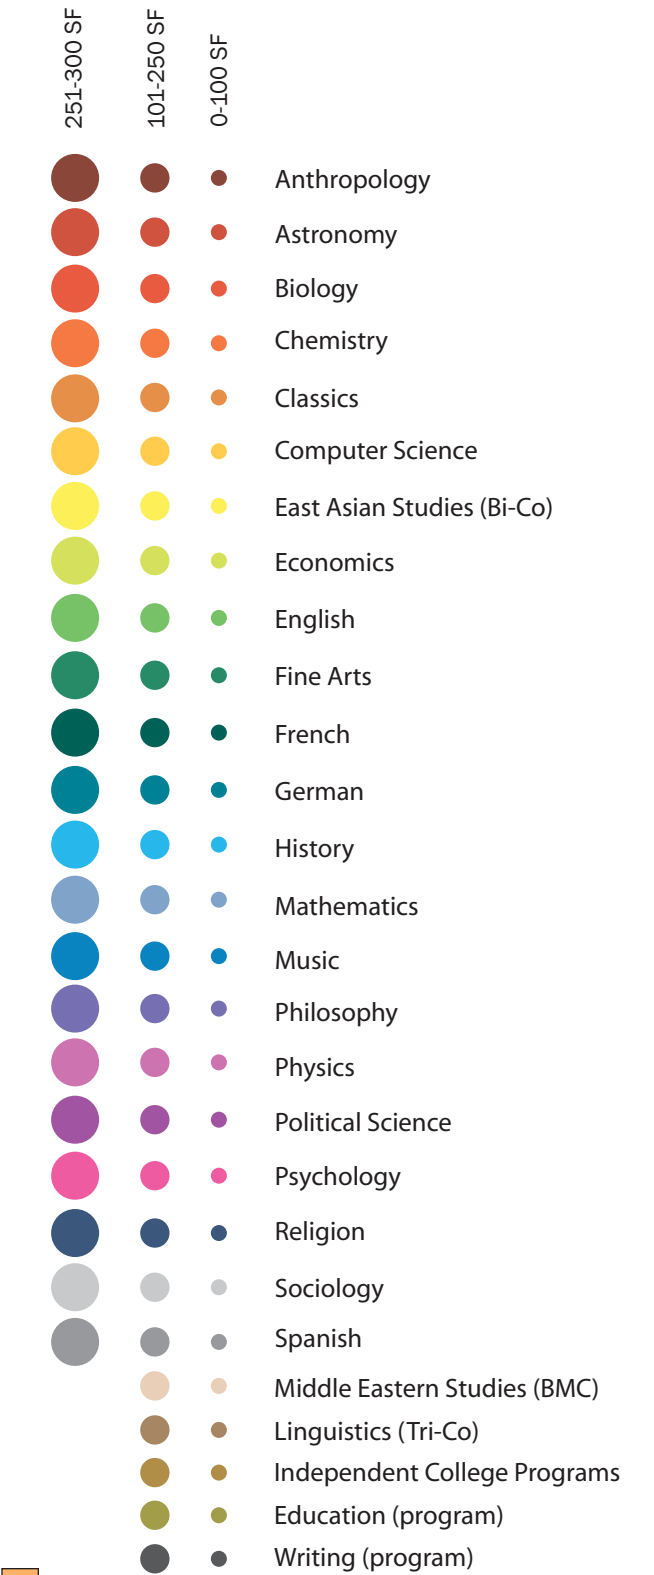 251-300 SF
101-250 SF
0-100 SF
Anthropology
Astronomy
Biology
Chemistry
Classics
Computer Science
East Asian Studies (Bi-Co)
Economics
English
Fine Arts
French
German
History
Mathematics
Music
Philosophy
Physics
Political Science
Psychology
Religion
Sociology
Spanish
Middle Eastern Studies (BMC)
Linguistics (Tri-Co)
Independent College Programs
Education (program)
Writing (program)